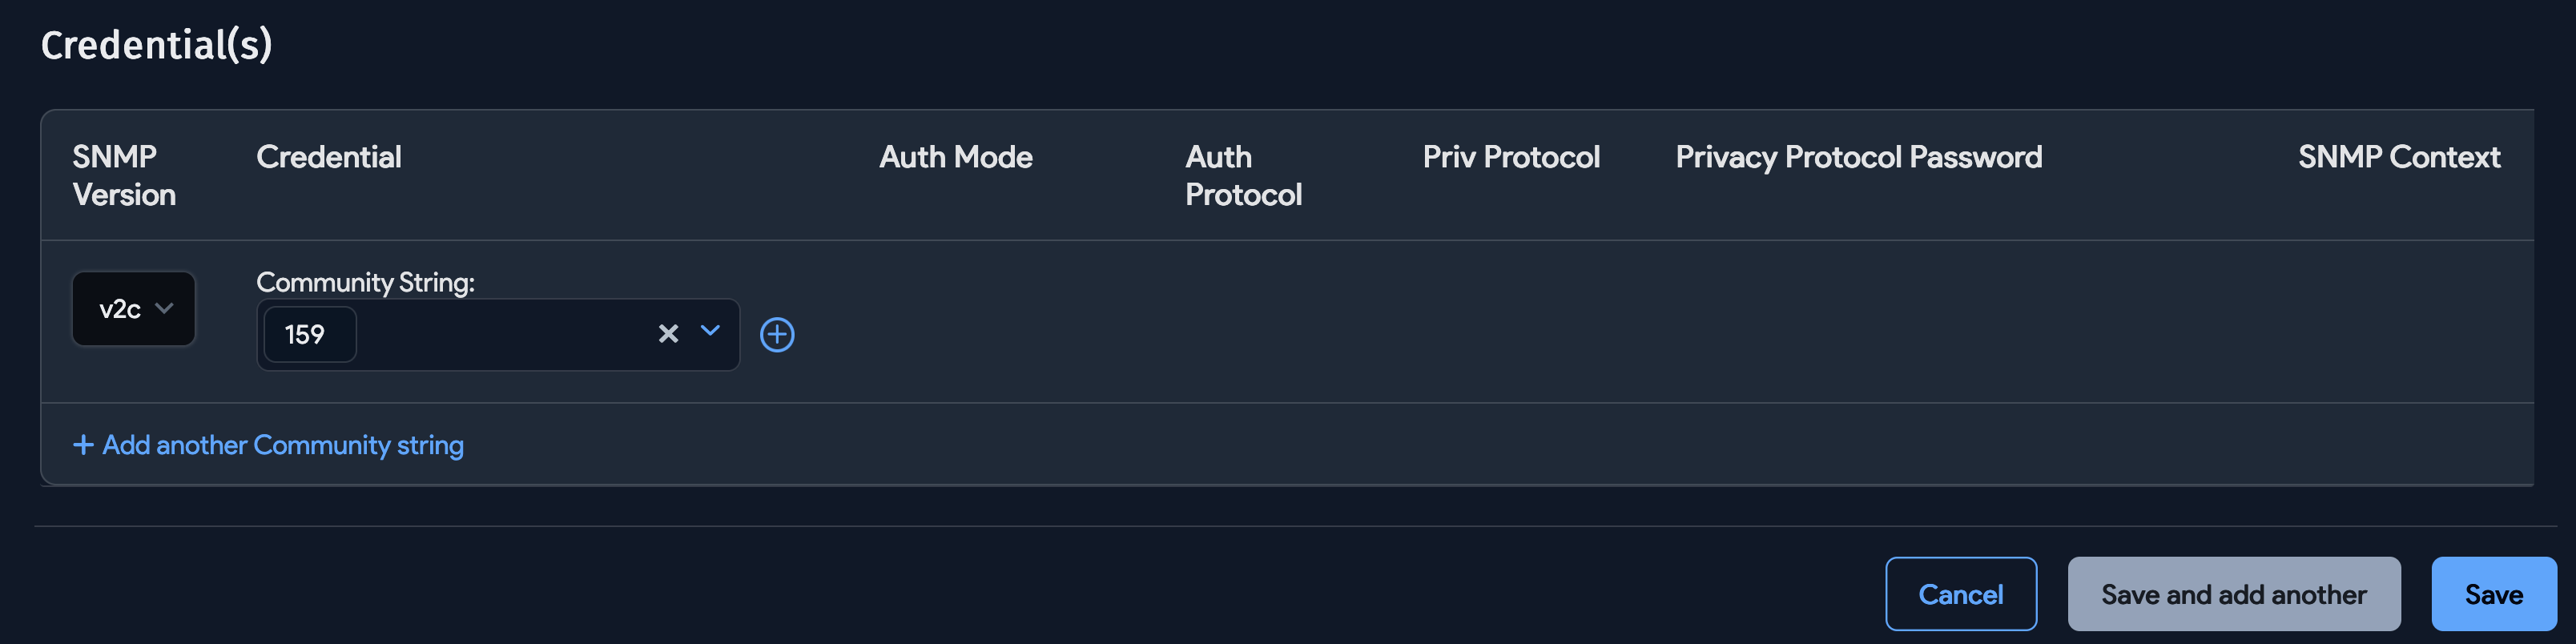 Credential(s)
SNMP Version
Credential
Auth Mode
Auth Protocol
Priv Protocol
Privacy Protocol Password
SNMP Context
v2c
Community String:
159
Add another Community string
Cancel
Save and add another
Save